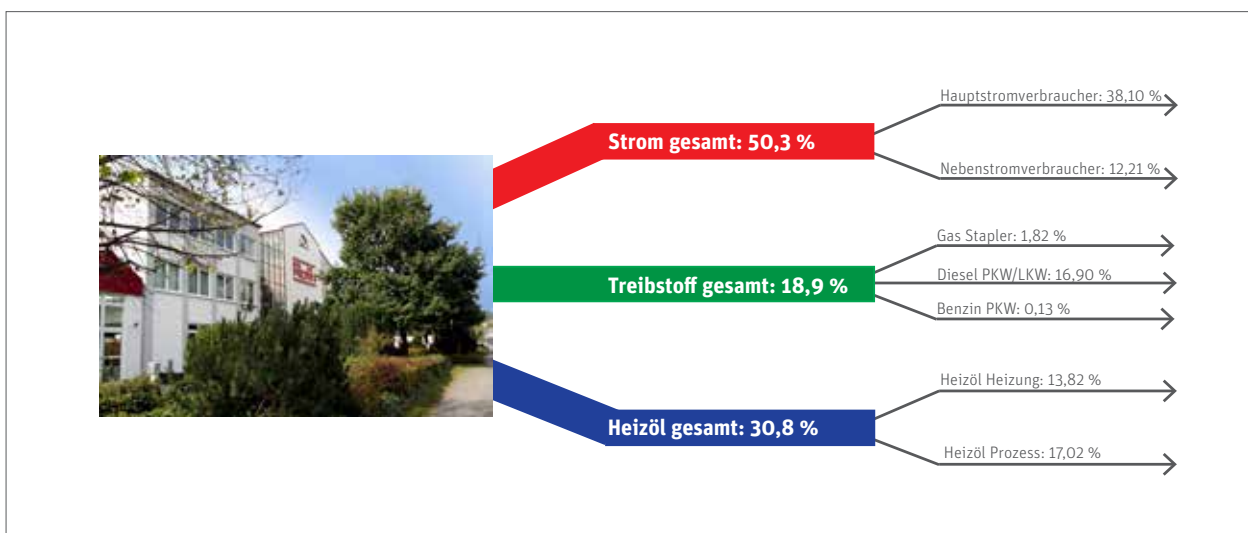 Hauptstromverbraucher: 38,10 %
Strom gesamt: 50,3 %
Nebenstromverbraucher: 12,21 %
Gas Stapler: 1,82 %
Diesel PKW/LKW: 16,90 %
Treibstoff gesamt: 18,9 %
Benzin PKW: 0,13 %
Heizöl Heizung: 13,82 %
Heizöl gesamt: 30,8 %
Heizöl Prozess: 17,02 %